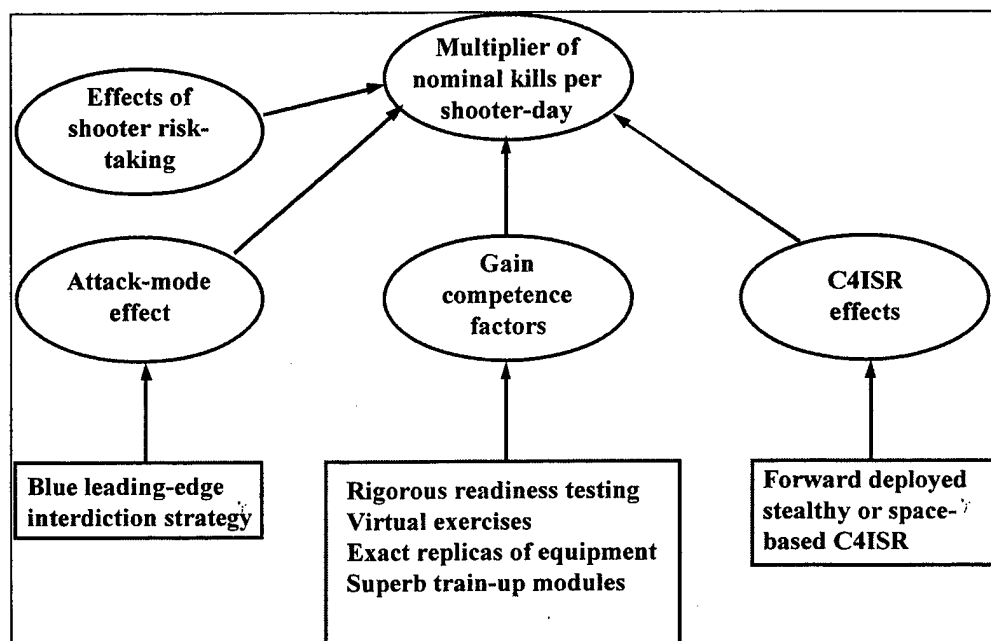 Multiplier of
nominal kills per
shooter-day
Effects of
shooter risk-
taking
Attack-mode
effect
Gain
competence
factors
C4ISR
effects
Blue leading-edge
interdiction strategy
Rigorous readiness testing
Virtual exercises
Exact replicas of equipment
Superb train-up modules
Forward deployed
stealthy or space-
based C4ISR